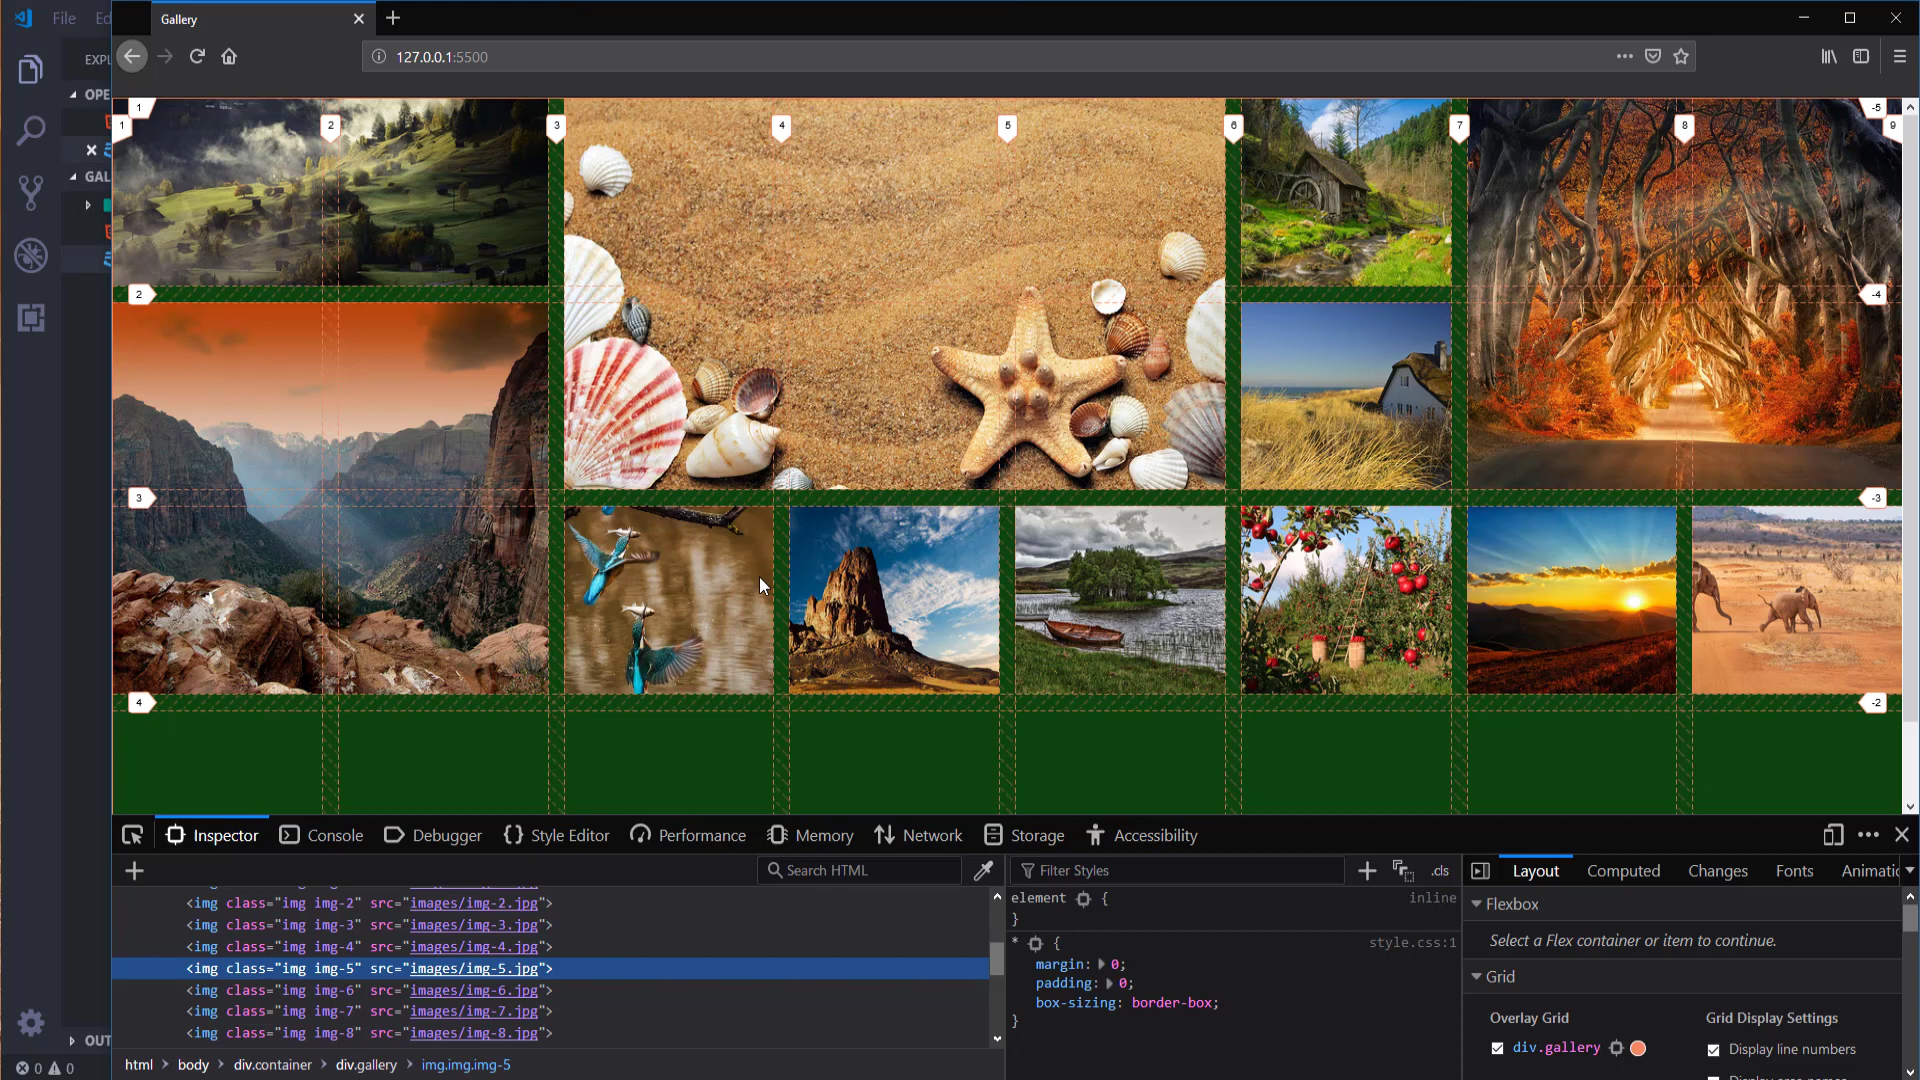 File Ed
Gallery
127.0.0.1:5500
EXPL
OPE
GAL
OUT
0 0
1 -5
1 2 3 4 5 6 7 8 9
2 -4
3 -3
4 -2
Inspector Console Debugger Style Editor Performance Memory Network Storage Accessibility
Search HTML
<img class="img img-2" src="images/img-2.jpg">
<img class="img img-3" src="images/img-3.jpg">
<img class="img img-4" src="images/img-4.jpg">
<img class="img img-5" src="images/img-5.jpg">
<img class="img img-6" src="images/img-6.jpg">
<img class="img img-7" src="images/img-7.jpg">
<img class="img img-8" src="images/img-8.jpg">
html body div.container div.gallery img.img.img-5
Filter Styles .cls
element { inline
}
* { style.css:1
margin: 0;
padding: 0;
box-sizing: border-box;
}
Layout Computed Changes Fonts Animatio
Flexbox
Select a Flex container or item to continue.
Grid
Overlay Grid Grid Display Settings
div.gallery Display line numbers